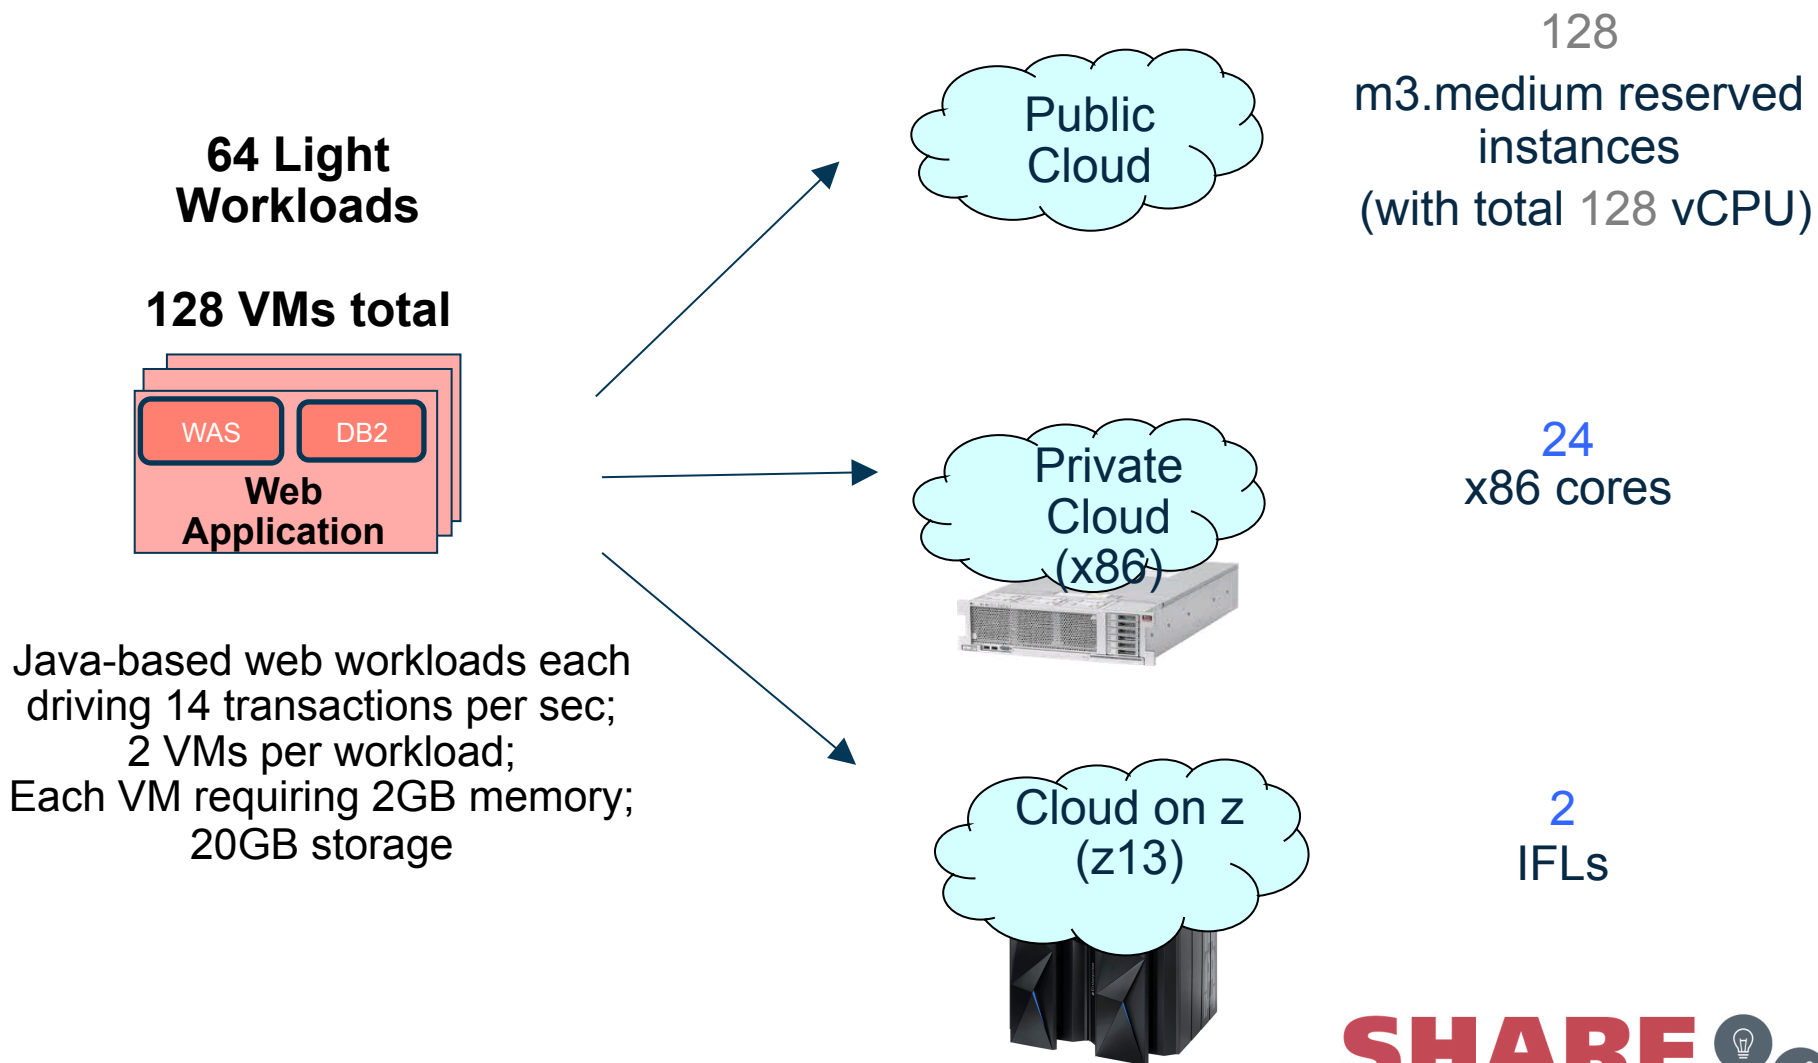 64 Light
Workloads
128 VMs total
WAS
DB2
Web
Application
Java-based web workloads each
driving 14 transactions per sec;
2 VMs per workload;
Each VM requiring 2GB memory;
20GB storage
Public
Cloud
128
m3.medium reserved
instances
(with total 128 vCPU)
Private
Cloud
(x86)
24
x86 cores
Cloud on z
(z13)
2
IFLs
SHARE